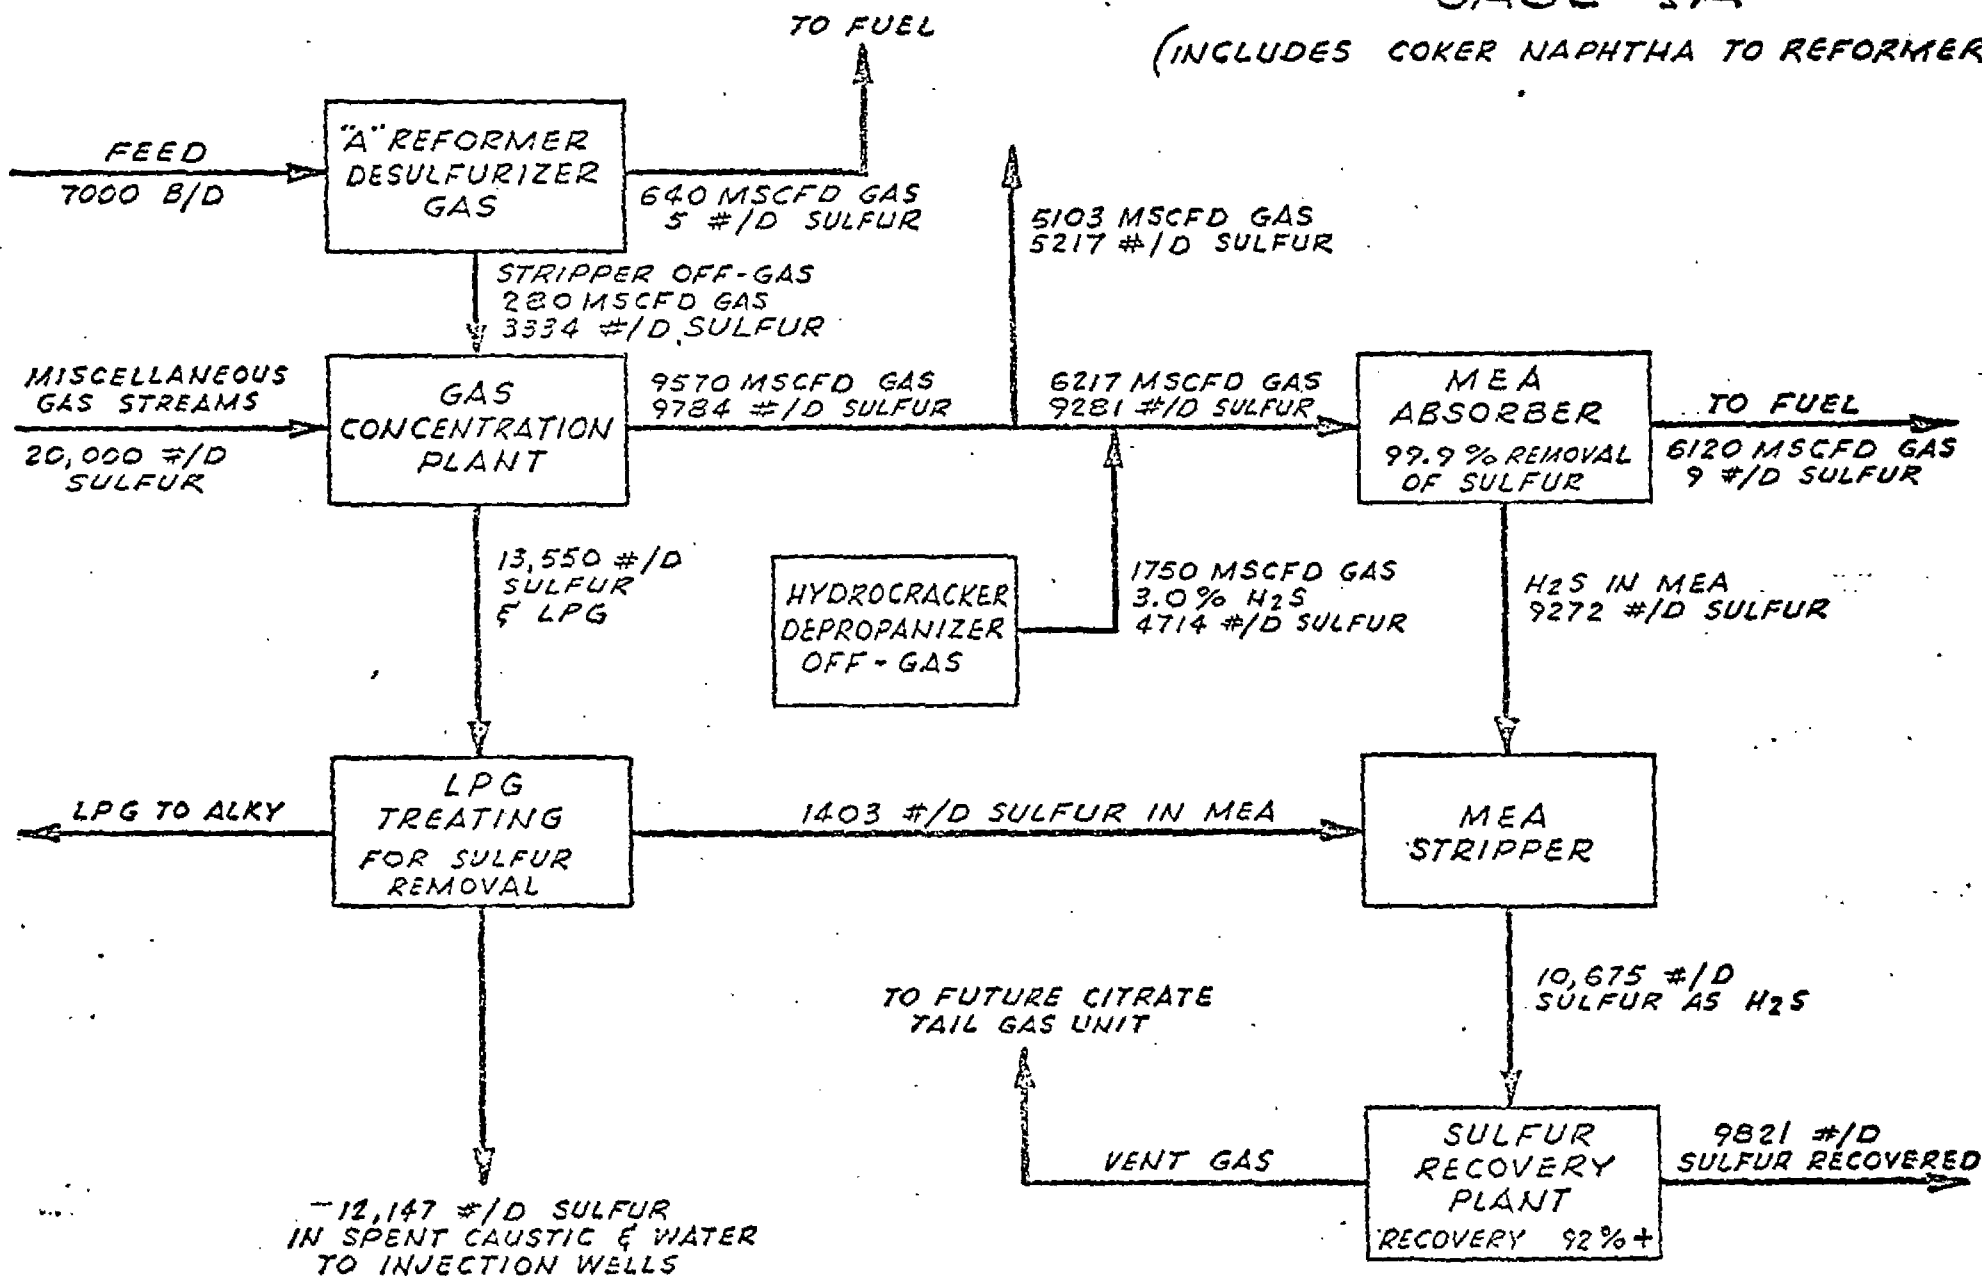 TO FUEL
(INCLUDES COKER NAPHTHA TO REFORMER
FEED
7000 B/D
"A" REFORMER
DESULFURIZER
GAS
640 MSCFD GAS
5 #/D SULFUR
5103 MSCFD GAS
5217 #/D SULFUR
STRIPPER OFF-GAS
280 MSCFD GAS
3334 #/D SULFUR
MISCELLANEOUS
GAS STREAMS
20,000 #/D
SULFUR
GAS
CONCENTRATION
PLANT
9570 MSCFD GAS
9784 #/D SULFUR
6217 MSCFD GAS
9281 #/D SULFUR
MEA
ABSORBER
99.9% REMOVAL
OF SULFUR
TO FUEL
6120 MSCFD GAS
9 #/D SULFUR
13,550 #/D
SULFUR
& LPG
HYDROCRACKER
DEPROPANIZER
OFF-GAS
1750 MSCFD GAS
3.0% H2S
4714 #/D SULFUR
H2S IN MEA
9272 #/D SULFUR
LPG TO ALKY
LPG
TREATING
FOR SULFUR
REMOVAL
1403 #/D SULFUR IN MEA
MEA
STRIPPER
10,675 #/D
SULFUR AS H2S
TO FUTURE CITRATE
TAIL GAS UNIT
VENT GAS
SULFUR
RECOVERY
PLANT
RECOVERY 92%+
9821 #/D
SULFUR RECOVERED
12,147 #/D SULFUR
IN SPENT CAUSTIC & WATER
TO INJECTION WELLS